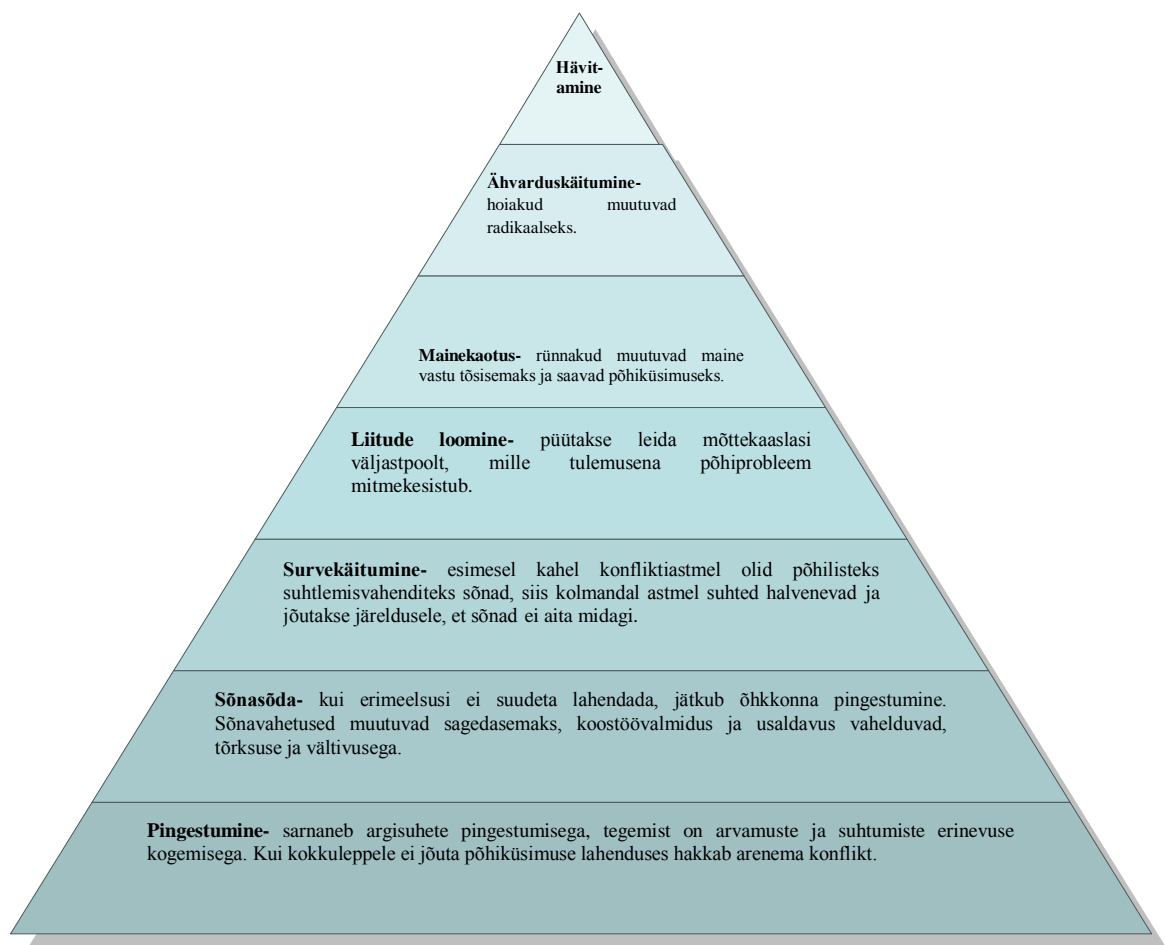 Hävit-
amine
Ähvarduskäitumine-
hoiakud muutuvad
radikaalseks.
Mainekaotus- rünnakud muutuvad maine
vastu tõsisemaks ja saavad põhiküsimuseks.
Liitude loomine- püütakse leida mõttekaaslasi
väljastpoolt, mille tulemusena põhiprobleem
mitmekesistub.
Survekäitumine- esimesel kahel konfliktiastmel olid põhilisteks
suhtlemisvahenditeks sõnad, siis kolmandal astmel suhted halvenevad ja
jõutakse järeldusele, et sõnad ei aita midagi.
Sõnasõda- kui erimeelsusi ei suudeta lahendada, jätkub õhkkonna pingestumine.
Sõnavahetused muutuvad sagedasemaks, koostöövalmidus ja usaldavus vahelduvad,
tõrksuse ja vältivusega.
Pingestumine- sarnaneb argisuhete pingestumisega, tegemist on arvamuste ja suhtumiste erinevuse
kogemisega. Kui kokkuleppele ei jõuta põhiküsimuse lahenduses hakkab arenema konflikt.